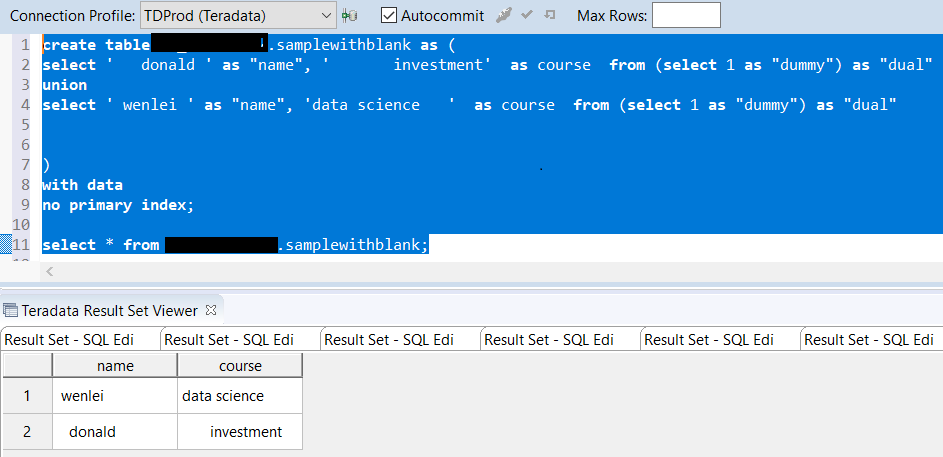 Connection Profile: TDProd (Teradata) Autocommit Max Rows:
1 create table .samplewithblank as (
2 select '   donald ' as "name", '       investment'  as course  from (select 1 as "dummy") as "dual"
3 union
4 select ' wenlei ' as "name", 'data science   '  as course  from (select 1 as "dummy") as "dual"
5
6
7 )
8 with data
9 no primary index;
10
11 select * from .samplewithblank;
Teradata Result Set Viewer
Result Set - SQL Edi Result Set - SQL Edi Result Set - SQL Edi Result Set - SQL Edi Result Set - SQL Edi Result Set - SQL Edi
name course
1 wenlei data science
2 donald investment